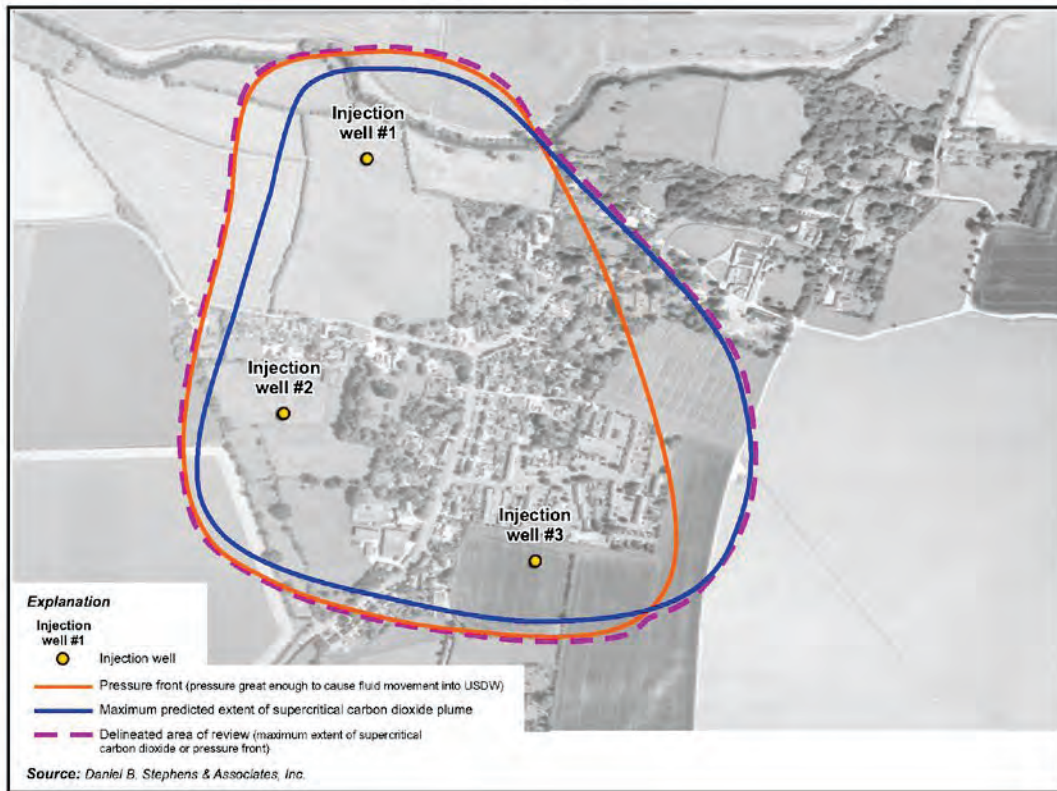 Injection
well #1
Injection
well #2
Injection
well #3
Explanation
Injection
well #1
Injection well
Pressure front (pressure great enough to cause fluid movement into USDW)
Maximum predicted extent of supercritical carbon dioxide plume
Delineated area of review (maximum extent of supercritical
carbon dioxide or pressure front)
Source: Daniel B. Stephens & Associates, Inc.